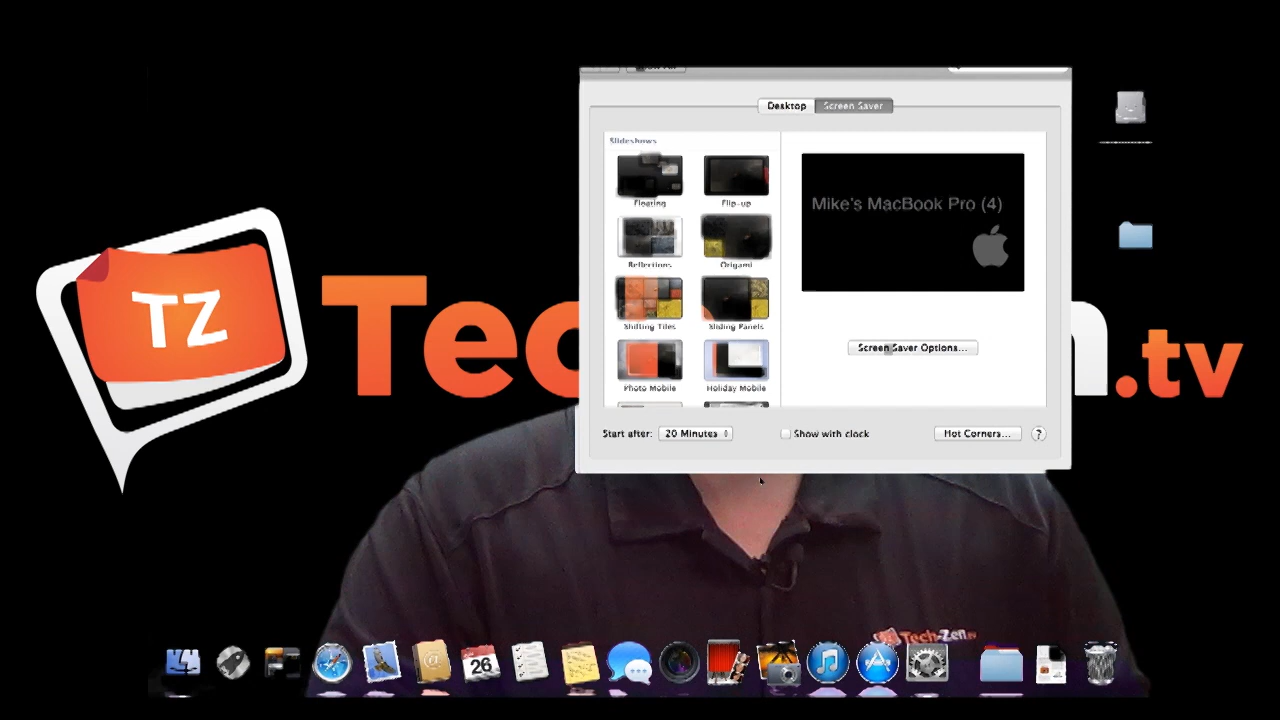 Desktop Screen Saver
Slideshows
Floating Flip-up
Reflections Origami
Shifting Tiles Sliding Panels
Photo Mobile Holiday Mobile
Mike's MacBook Pro (4)
Screen Saver Options...
Start after: 20 Minutes Show with clock Hot Corners... ?
TZ
Tec
n.tv
26
Tech-Zen.tv